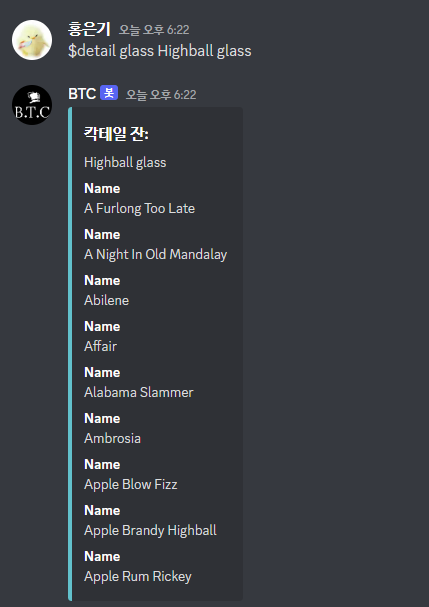 홍은기 오늘 오후 6:22
$detail glass Highball glass
B.T.C
BTC 봇 오늘 오후 6:22
칵테일 잔:
Highball glass
Name
A Furlong Too Late
Name
A Night In Old Mandalay
Name
Abilene
Name
Affair
Name
Alabama Slammer
Name
Ambrosia
Name
Apple Blow Fizz
Name
Apple Brandy Highball
Name
Apple Rum Rickey